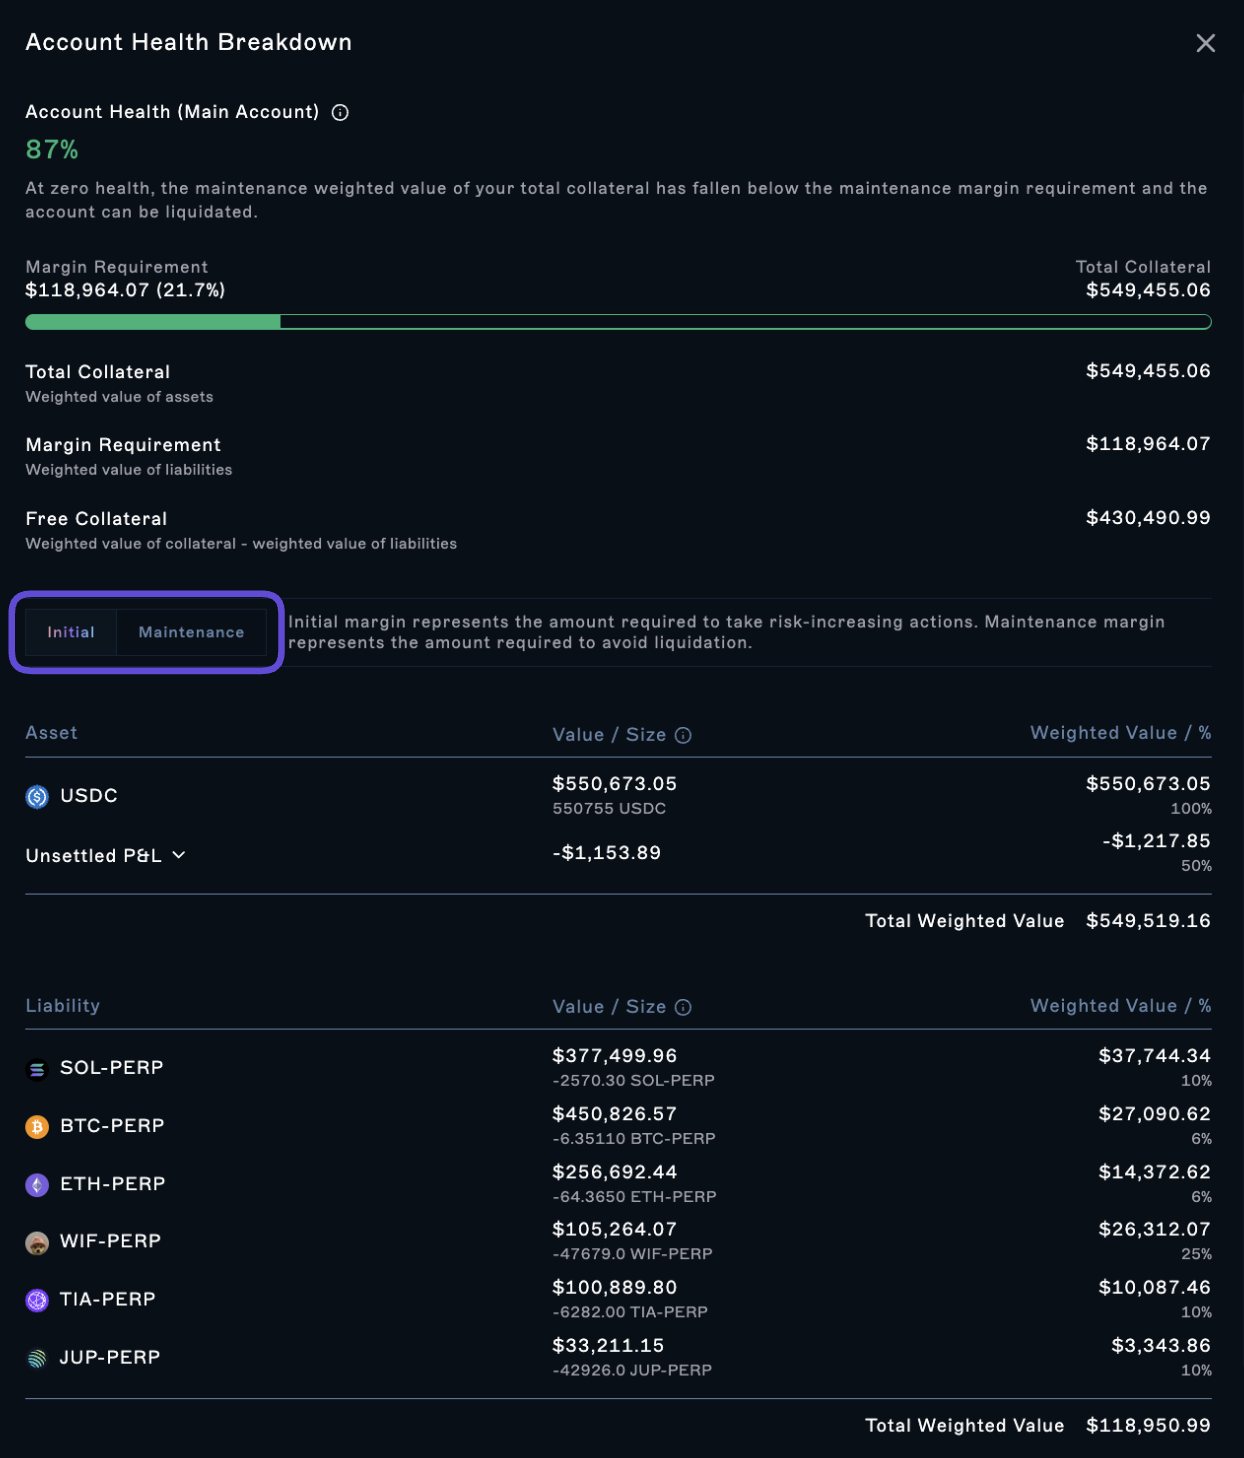 Account Health Breakdown
Account Health (Main Account)
87%
At zero health, the maintenance weighted value of your total collateral has fallen below the maintenance margin requirement and the
account can be liquidated.
Margin Requirement Total Collateral
$118,964.07 (21.7%) $549,455.06
Total Collateral $549,455.06
Weighted value of assets
Margin Requirement $118,964.07
Weighted value of liabilities
Free Collateral $430,490.99
Weighted value of collateral - weighted value of liabilities
Initial Maintenance
Initial margin represents the amount required to take risk-increasing actions. Maintenance margin
represents the amount required to avoid liquidation.
Asset Value / Size Weighted Value / %
USDC $550,673.05 $550,673.05
550755 USDC 100%
Unsettled P&L -$1,153.89 -$1,217.85
50%
Total Weighted Value $549,519.16
Liability Value / Size Weighted Value / %
SOL-PERP $377,499.96 $37,744.34
-2570.30 SOL-PERP 10%
BTC-PERP $450,826.57 $27,090.62
-6.35110 BTC-PERP 6%
ETH-PERP $256,692.44 $14,372.62
-64.3650 ETH-PERP 6%
WIF-PERP $105,264.07 $26,312.07
-47679.0 WIF-PERP 25%
TIA-PERP $100,889.80 $10,087.46
-6282.00 TIA-PERP 10%
JUP-PERP $33,211.15 $3,343.86
-42926.0 JUP-PERP 10%
Total Weighted Value $118,950.99